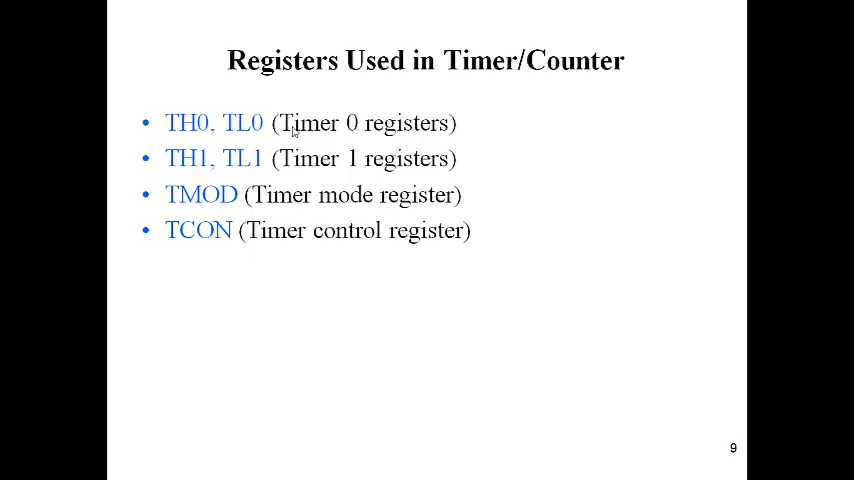 Registers Used in Timer/Counter
• TH0, TL0 (Timer 0 registers)
• TH1, TL1 (Timer 1 registers)
• TMOD (Timer mode register)
• TCON (Timer control register)
9